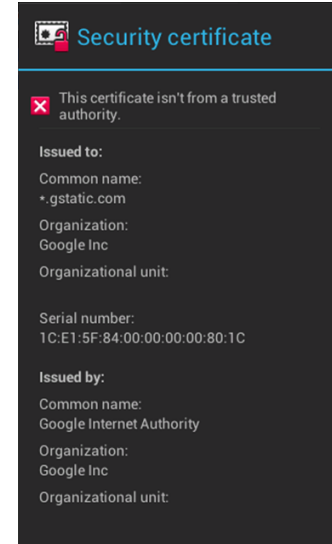 Security certificate
This certificate isn't from a trusted
authority.
Issued to:
Common name:
*.gstatic.com
Organization:
Google Inc
Organizational unit:
Serial number:
1C:E1:5F:84:00:00:00:00:80:1C
Issued by:
Common name:
Google Internet Authority
Organization:
Google Inc
Organizational unit: